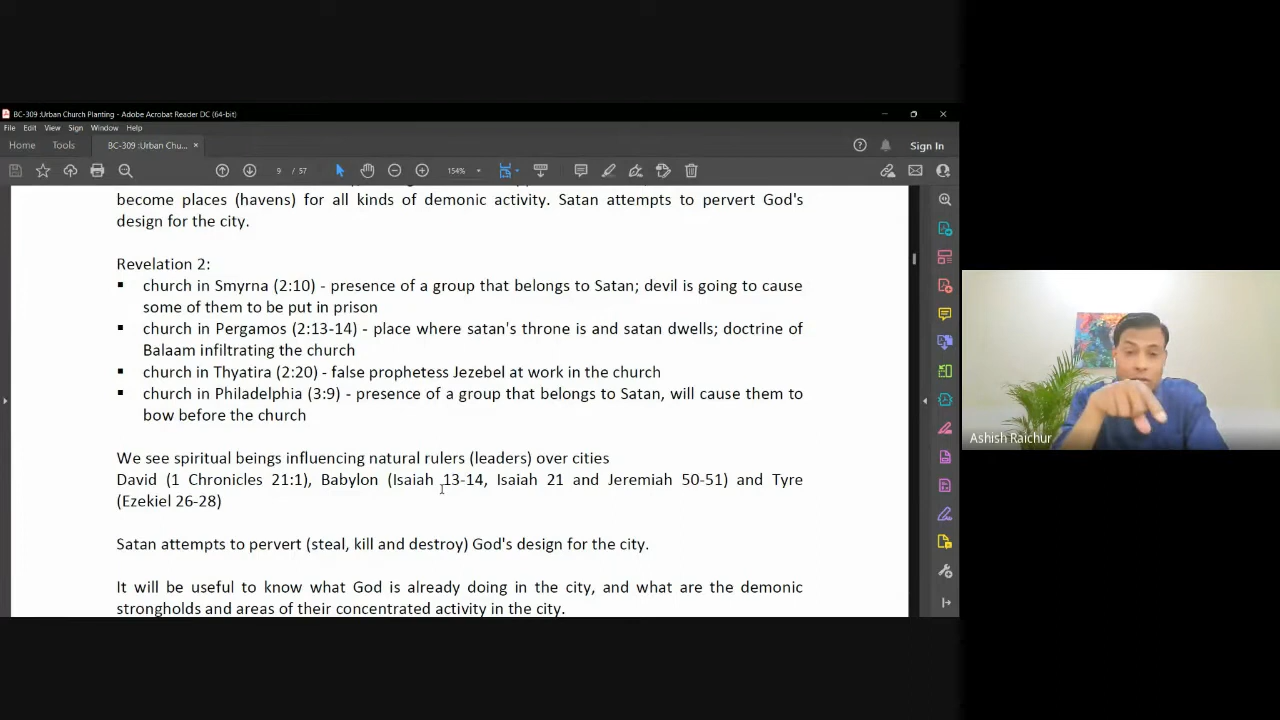 BC-309 :Urban Church Planting - Adobe Acrobat Reader DC (64-bit)
File Edit View Sign Window Help
Home Tools BC-309 :Urban Chu... × Sign In
9 / 57 154%
become places (havens) for all kinds of demonic activity. Satan attempts to pervert God's
design for the city.
Revelation 2:
▪ church in Smyrna (2:10) - presence of a group that belongs to Satan; devil is going to cause
some of them to be put in prison
▪ church in Pergamos (2:13-14) - place where satan's throne is and satan dwells; doctrine of
Balaam infiltrating the church
▪ church in Thyatira (2:20) - false prophetess Jezebel at work in the church
▪ church in Philadelphia (3:9) - presence of a group that belongs to Satan, will cause them to
bow before the church
We see spiritual beings influencing natural rulers (leaders) over cities
David (1 Chronicles 21:1), Babylon (Isaiah 13-14, Isaiah 21 and Jeremiah 50-51) and Tyre
(Ezekiel 26-28)
Satan attempts to pervert (steal, kill and destroy) God's design for the city.
It will be useful to know what God is already doing in the city, and what are the demonic
strongholds and areas of their concentrated activity in the city.
Ashish Raichur